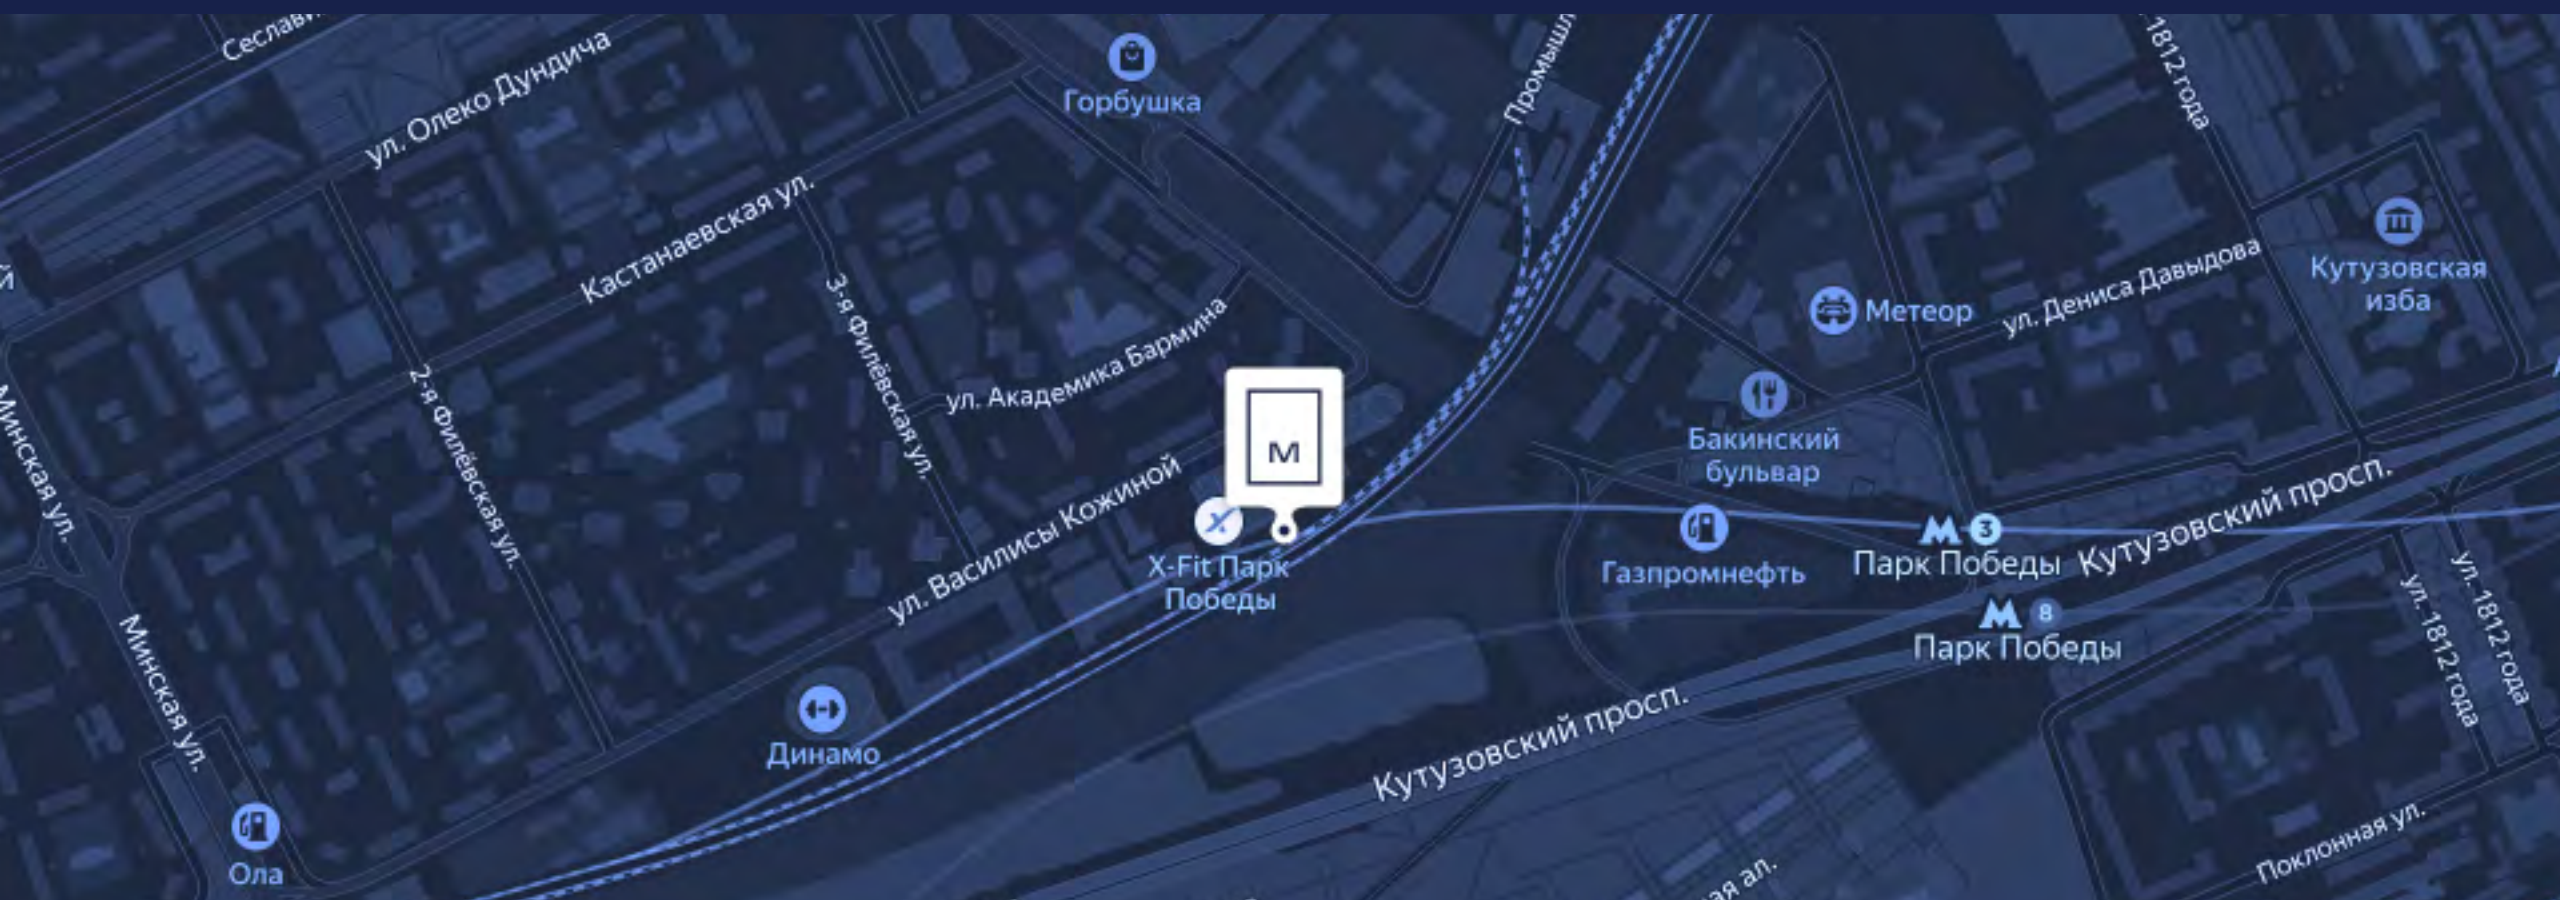 Сеслави
ул. Олеко Дундича
Горбушка
Промышл
1812 года
Кастанаевская ул.
Кутузовская
изба
ул. Дениса Давыдова
Метеор
3-я Филёвская ул.
ул. Академика Бармина
2-я Филёвская ул.
Минская ул.
М
Бакинский
бульвар
ул. Василисы Кожиной
X-Fit Парк
Победы
Газпромнефть
3
Парк Победы
Кутузовский просп.
8
Парк Победы
ул. 1812 года
ул. 1812 года
Минская ул.
Динамо
Кутузовский просп.
Ола
Поклонная ул.
ая ал.